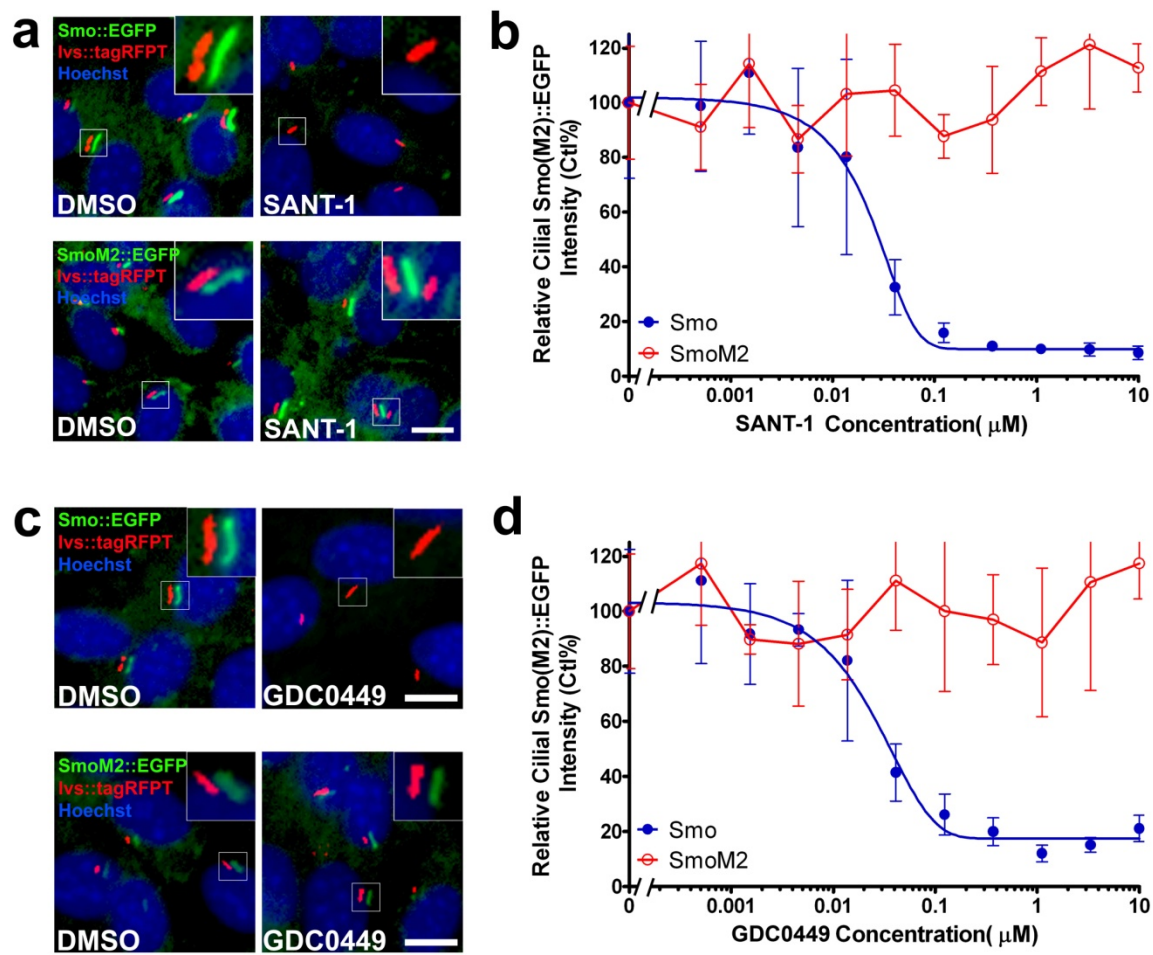 a
Smo::EGFP
Ivs::tagRFPT
Hoechst
DMSO
SANT-1
SmoM2::EGFP
Ivs::tagRFPT
Hoechst
DMSO
SANT-1
b
Relative Cilial Smo(M2)::EGFP
Intensity (Ctl%)
120
100
80
60
40
20
0
Smo
SmoM2
0 0.001 0.01 0.1 1 10
SANT-1 Concentration( μM)
c
Smo::EGFP
Ivs::tagRFPT
Hoechst
DMSO
GDC0449
SmoM2::EGFP
Ivs::tagRFPT
Hoechst
DMSO
GDC0449
d
Relative Cilial Smo(M2)::EGFP
Intensity (Ctl%)
120
100
80
60
40
20
0
Smo
SmoM2
0 0.001 0.01 0.1 1 10
GDC0449 Concentration( μM)